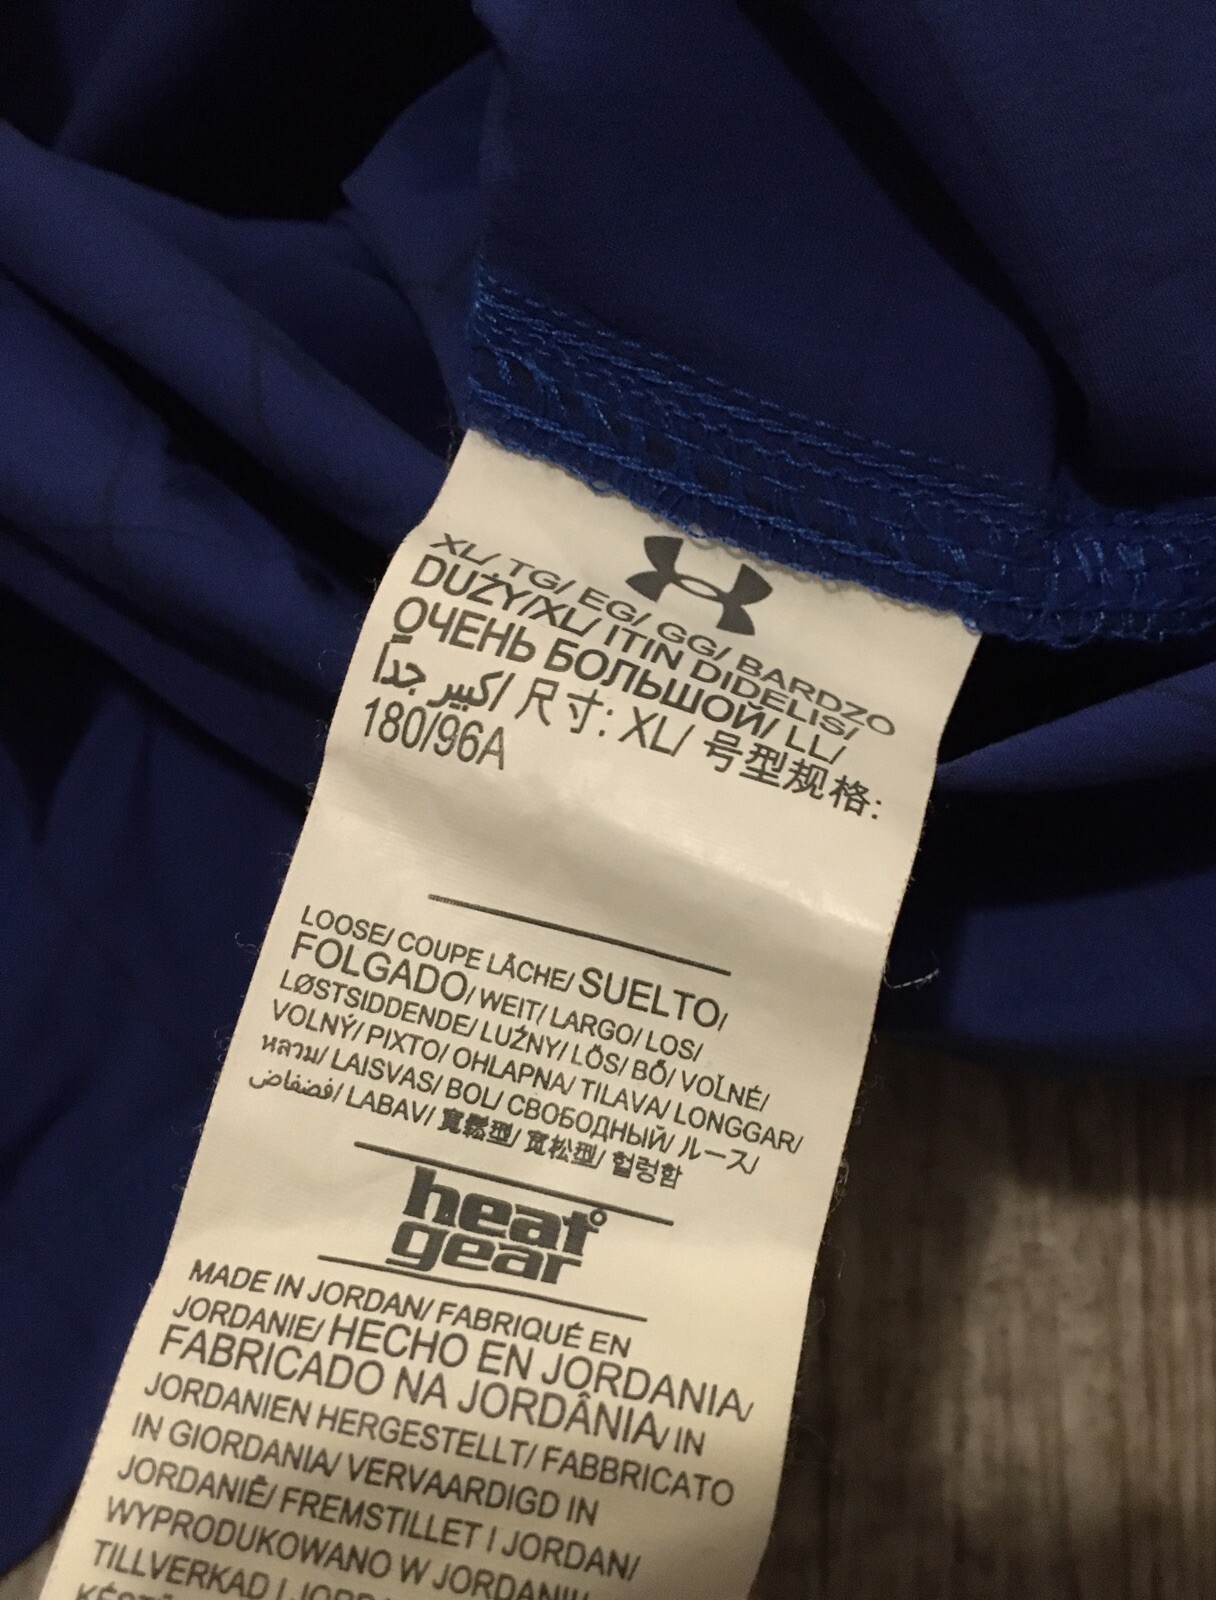 XL/ TG/ EG/ GG/ BARDZO
DUŻY/XL/ ITIN DIDELIS/
ОЧЕНЬ БОЛЬШОЙ/ LL/
كبير جداً/ 尺寸: XL/ 号型规格:
180/96A
LOOSE/ COUPE LÂCHE/ SUELTO/
FOLGADO/ WEIT/ LARGO/ LOS/
LØSTSIDDENDE/ LUŹNY/ LÖS/ BŐ/ VOĽNÉ/
VOLNÝ/ PIXTO/ OHLAPNA/ TILAVA/ LONGGAR/
หลวม/ LAISVAS/ BOL/ СВОБОДНЫЙ/ ルース/
فضفاض/ LABAV/ 寬鬆型/ 宽松型/ 헐렁함
heat°
gear
MADE IN JORDAN/ FABRIQUÉ EN
JORDANIE/ HECHO EN JORDANIA/
FABRICADO NA JORDÂNIA/ IN
JORDANIEN HERGESTELLT/ FABBRICATO
IN GIORDANIA/ VERVAARDIGD IN
JORDANIË/ FREMSTILLET I JORDAN/
WYPRODUKOWANO W JORDANII/
TILLVERKAD I